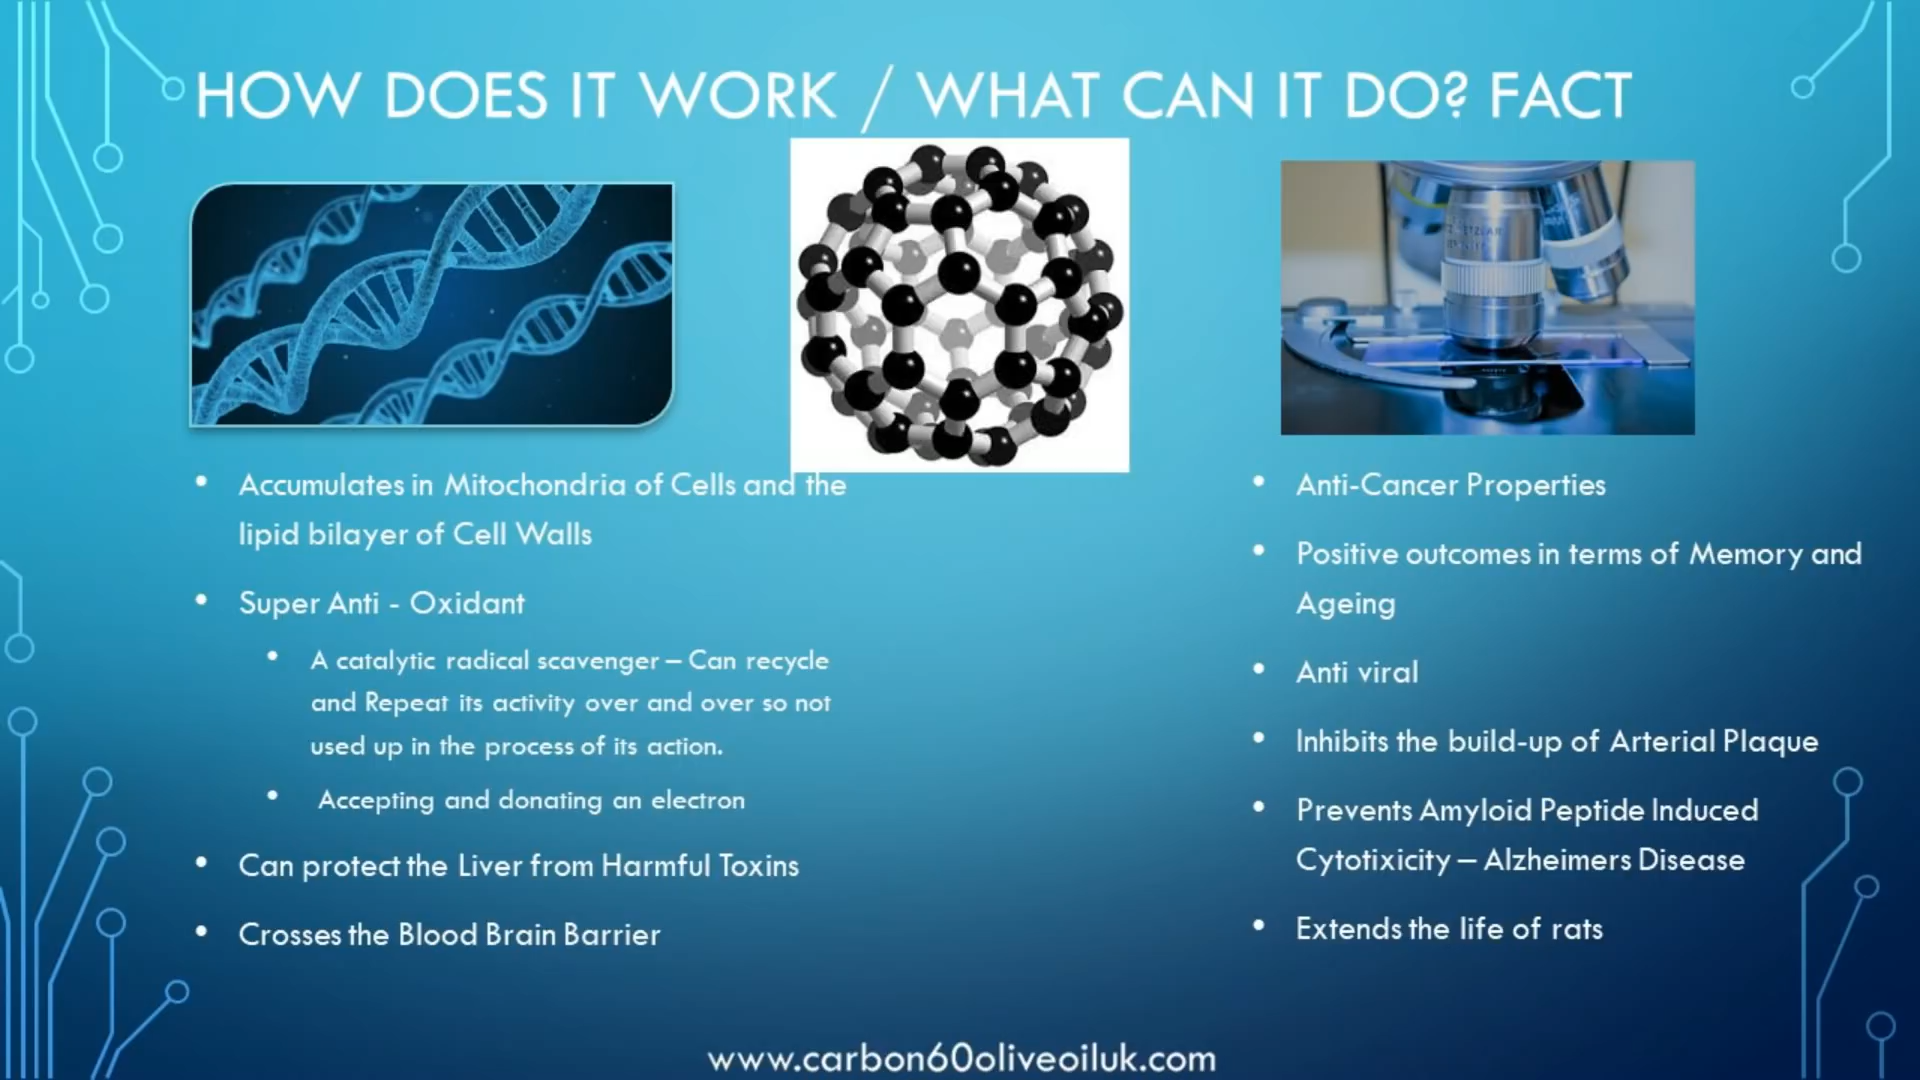 HOW DOES IT WORK / WHAT CAN IT DO? FACT
• Accumulates in Mitochondria of Cells and the
lipid bilayer of Cell Walls
• Super Anti - Oxidant
• A catalytic radical scavenger – Can recycle
and Repeat its activity over and over so not
used up in the process of its action.
• Accepting and donating an electron
• Can protect the Liver from Harmful Toxins
• Crosses the Blood Brain Barrier
• Anti-Cancer Properties
• Positive outcomes in terms of Memory and
Ageing
• Anti viral
• Inhibits the build-up of Arterial Plaque
• Prevents Amyloid Peptide Induced
Cytotixicity – Alzheimers Disease
• Extends the life of rats
www.carbon60oliveoiluk.com